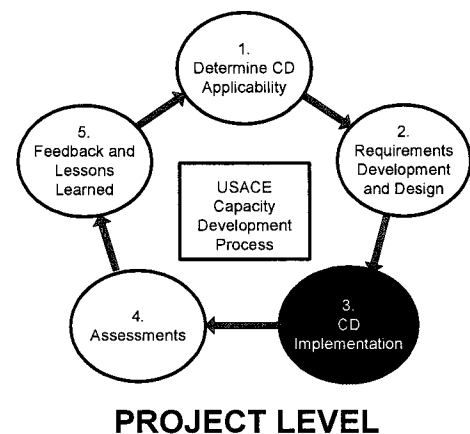 1.
Determine CD
Applicability
2.
Requirements
Development
and Design
3.
CD
Implementation
4.
Assessments
5.
Feedback and
Lessons
Learned
USACE
Capacity
Development
Process
PROJECT LEVEL